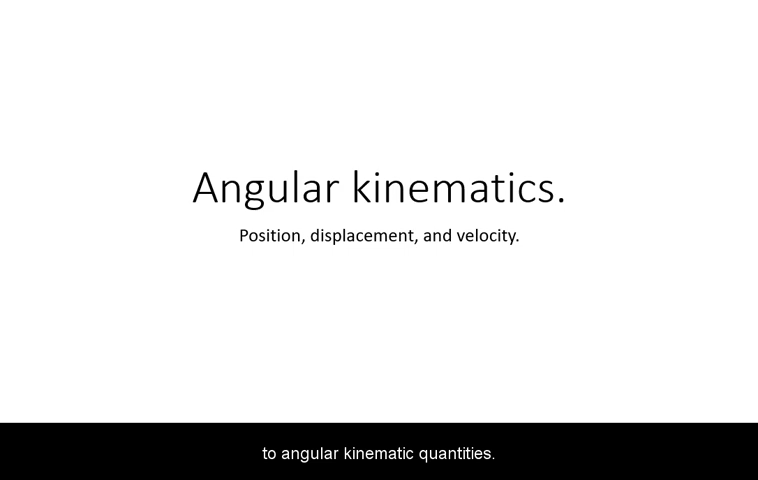 Angular kinematics.
Position, displacement, and velocity.
to angular kinematic quantities.